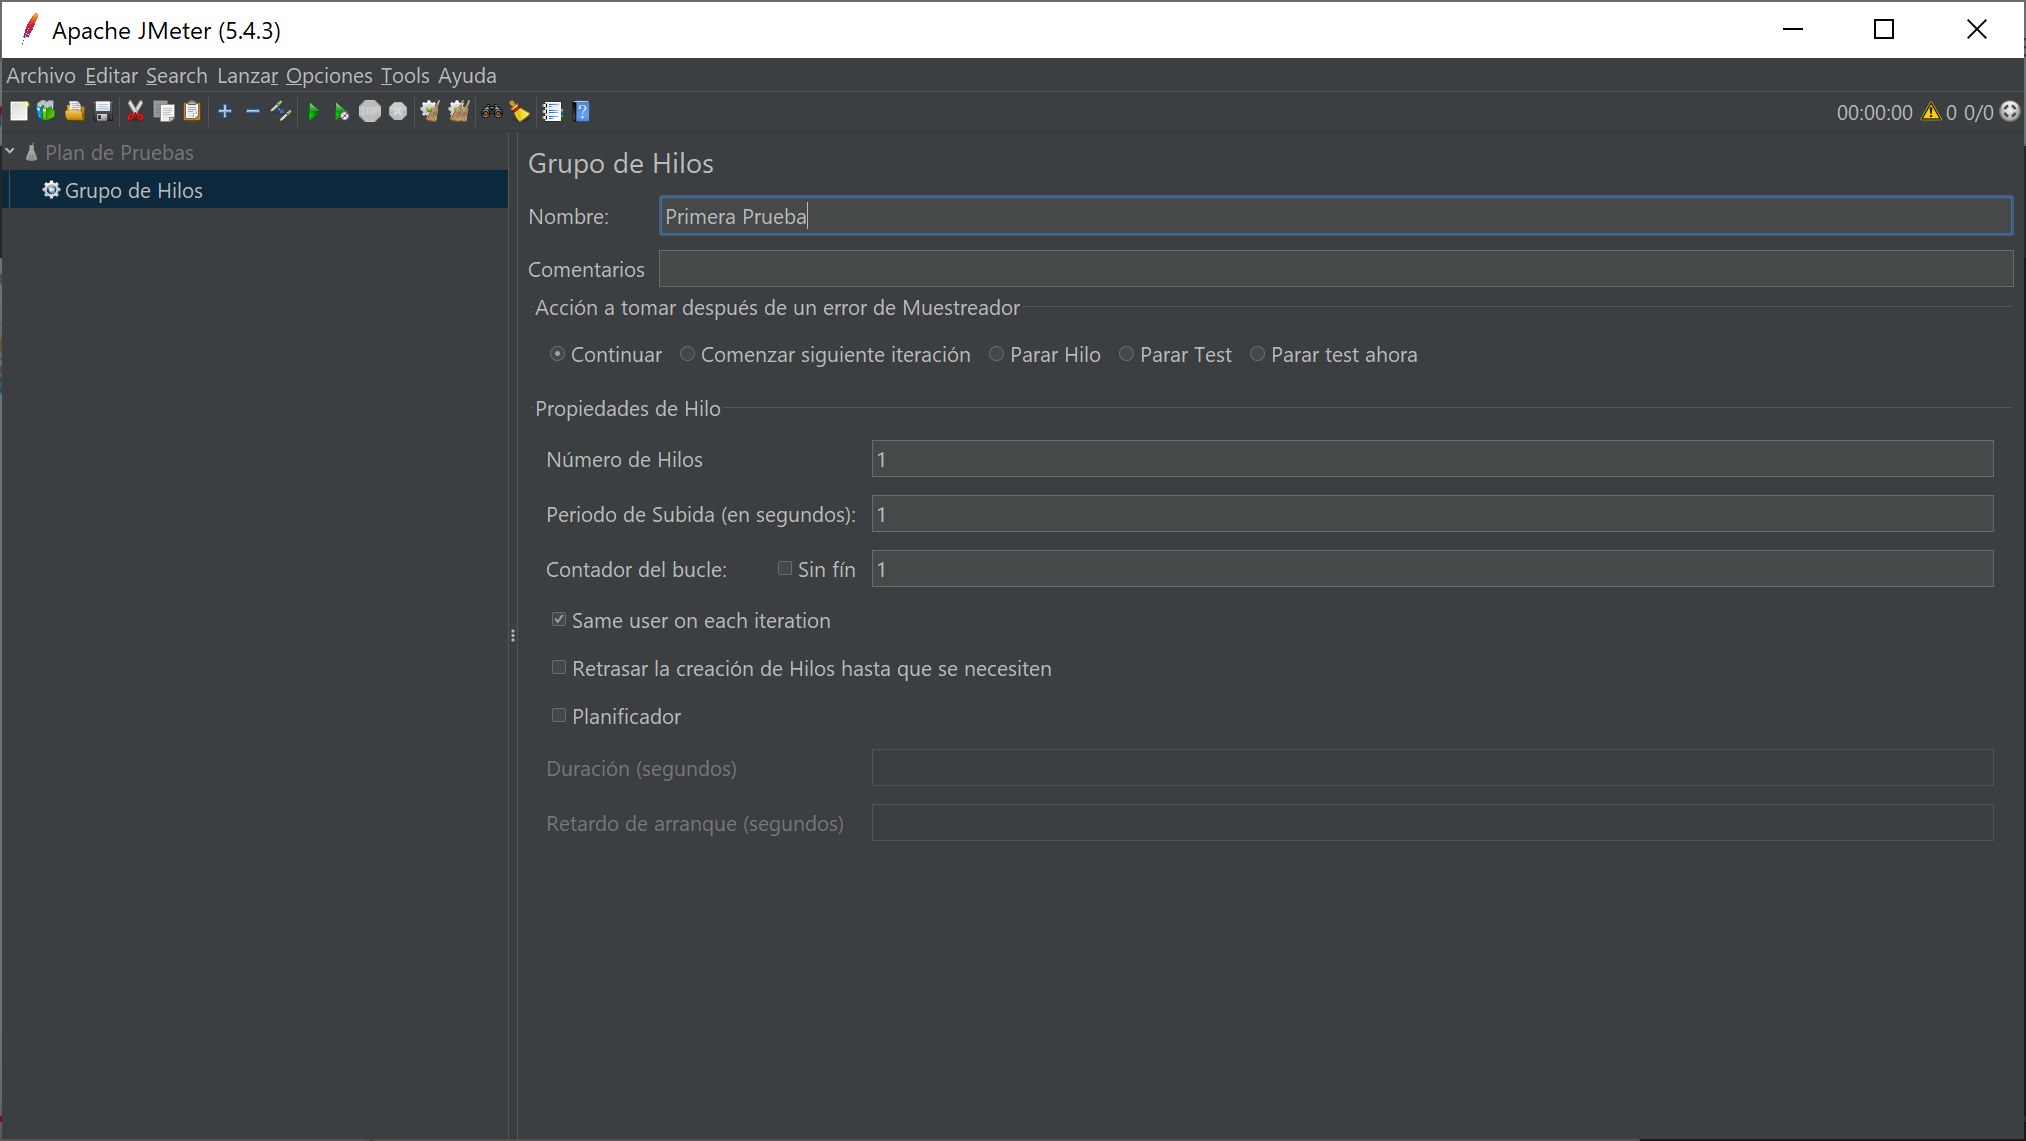 Apache JMeter (5.4.3)
Archivo Editar Search Lanzar Opciones Tools Ayuda
00:00:00 0 0/0
Plan de Pruebas
Grupo de Hilos
Grupo de Hilos
Nombre: Primera Prueba
Comentarios
Acción a tomar después de un error de Muestreador
Continuar Comenzar siguiente iteración Parar Hilo Parar Test Parar test ahora
Propiedades de Hilo
Número de Hilos 1
Periodo de Subida (en segundos): 1
Contador del bucle: Sin fín 1
Same user on each iteration
Retrasar la creación de Hilos hasta que se necesiten
Planificador
Duración (segundos)
Retardo de arranque (segundos)